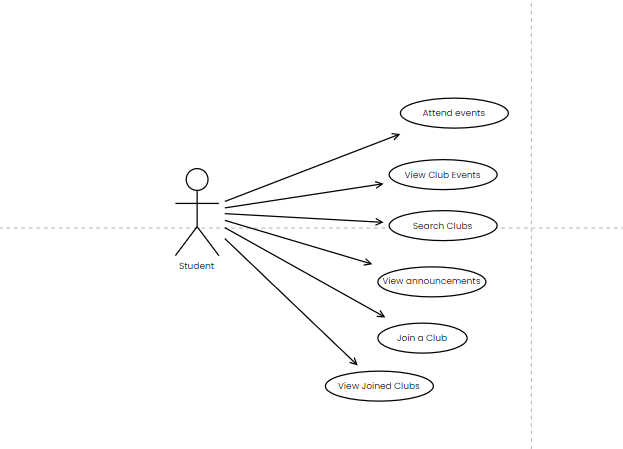 Attend events
View Club Events
Search Clubs
Student
View announcements
Join a Club
View Joined Clubs